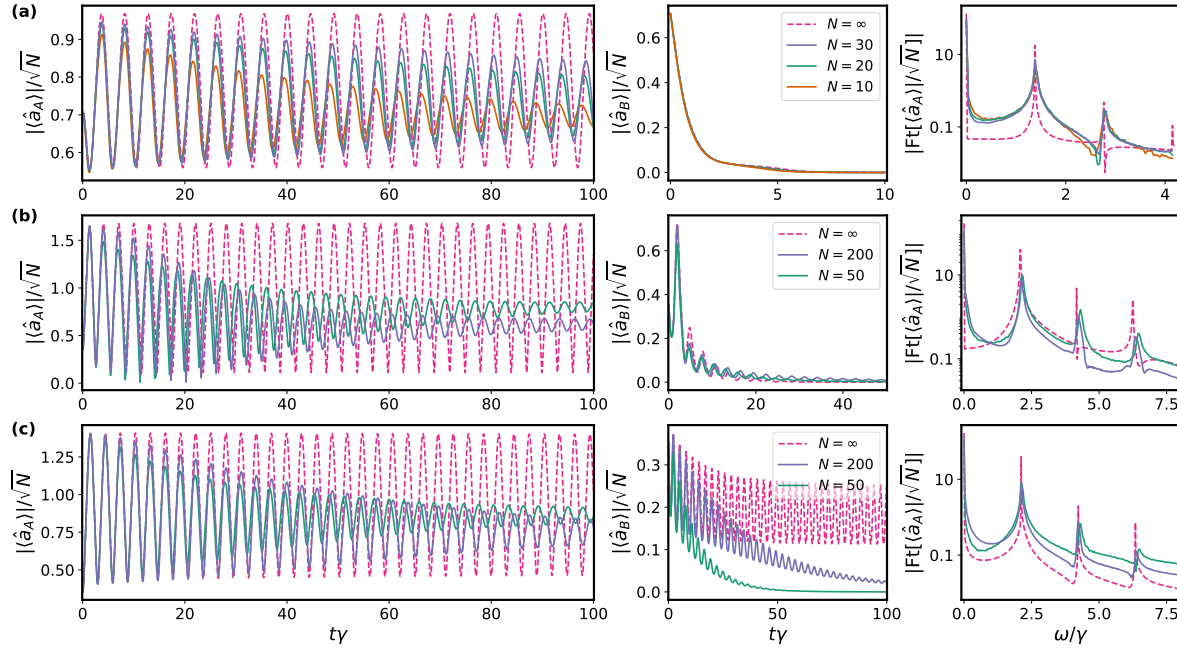 (a)
|⟨â_A⟩|/√N
0.9
0.8
0.7
0.6
0 20 40 60 80 100
|⟨â_B⟩|/√N
0.6
0.4
0.2
0.0
0 5 10
N = ∞
N = 30
N = 20
N = 10
|Ft[⟨â_A⟩|/√N]|
10
0.1
0 2 4
(b)
|⟨â_A⟩|/√N
1.5
1.0
0.5
0.0
0 20 40 60 80 100
|⟨â_B⟩|/√N
0.6
0.4
0.2
0.0
0 20 40
N = ∞
N = 200
N = 50
|Ft[⟨â_A⟩|/√N]|
10
0.1
0.0 2.5 5.0 7.5
(c)
|⟨â_A⟩|/√N
1.25
1.00
0.75
0.50
0 20 40 60 80 100
tγ
|⟨â_B⟩|/√N
0.3
0.2
0.1
0.0
0 50 100
tγ
N = ∞
N = 200
N = 50
|Ft[⟨â_A⟩|/√N]|
10
0.1
0.0 2.5 5.0 7.5
ω/γ